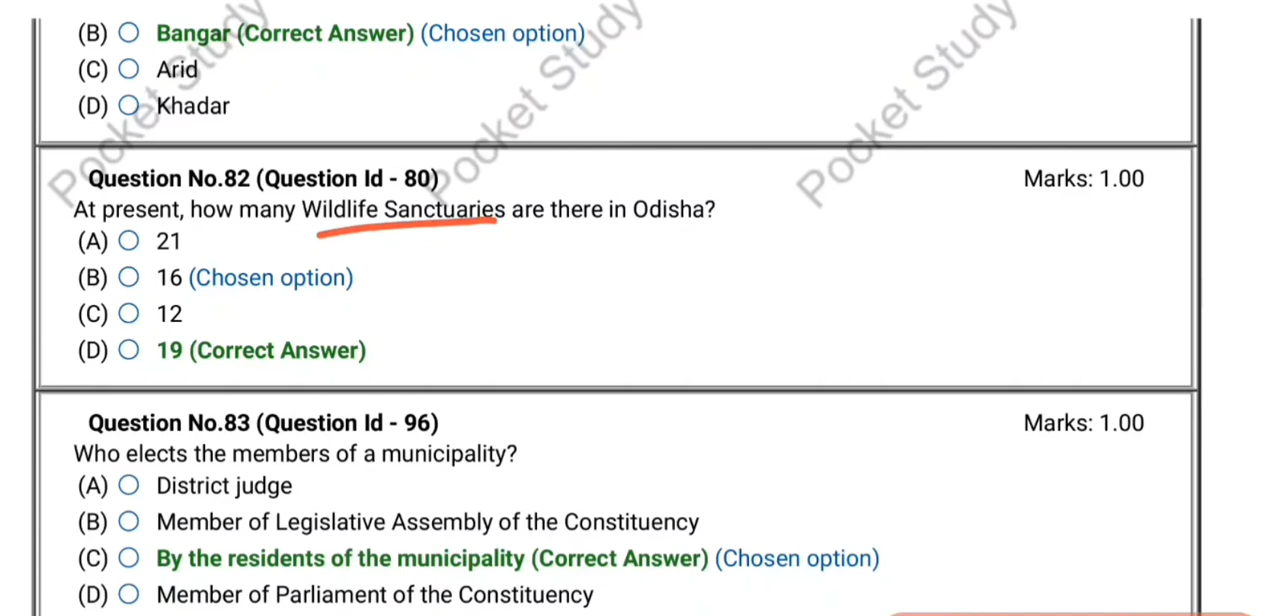 (B) Bangar (Correct Answer) (Chosen option)
(C) Arid
(D) Khadar
Pocket Study Pocket Study Pocket Study
Question No.82 (Question Id - 80) Marks: 1.00
At present, how many Wildlife Sanctuaries are there in Odisha?
(A) 21
(B) 16 (Chosen option)
(C) 12
(D) 19 (Correct Answer)
Question No.83 (Question Id - 96) Marks: 1.00
Who elects the members of a municipality?
(A) District judge
(B) Member of Legislative Assembly of the Constituency
(C) By the residents of the municipality (Correct Answer) (Chosen option)
(D) Member of Parliament of the Constituency